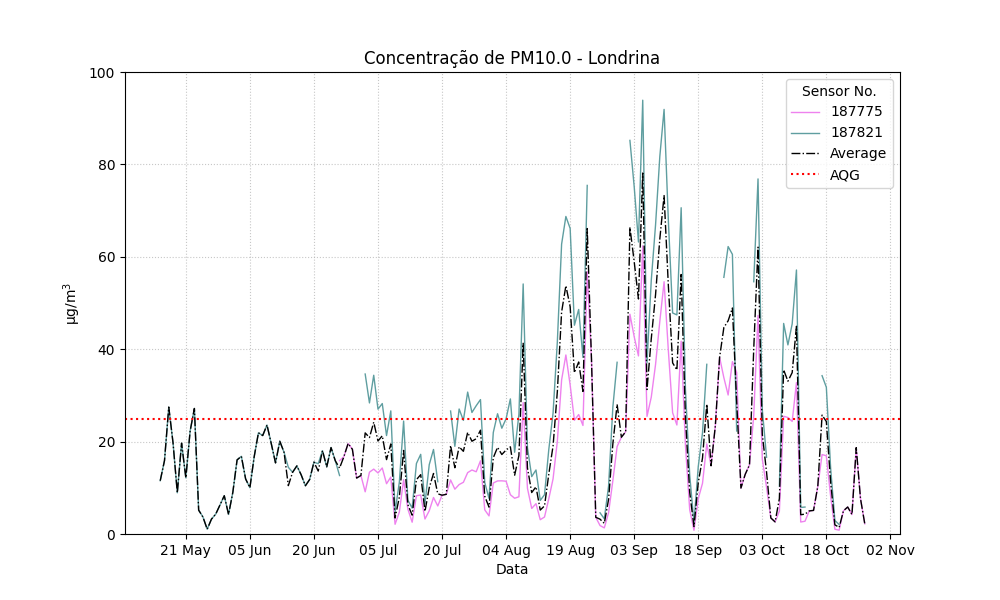 Concentração de PM10.0 - Londrina
100
80
60
40
20
0
µg/m³
Sensor No.
187775
187821
Average
AQG
21 May 05 Jun 20 Jun 05 Jul 20 Jul 04 Aug 19 Aug 03 Sep 18 Sep 03 Oct 18 Oct 02 Nov
Data